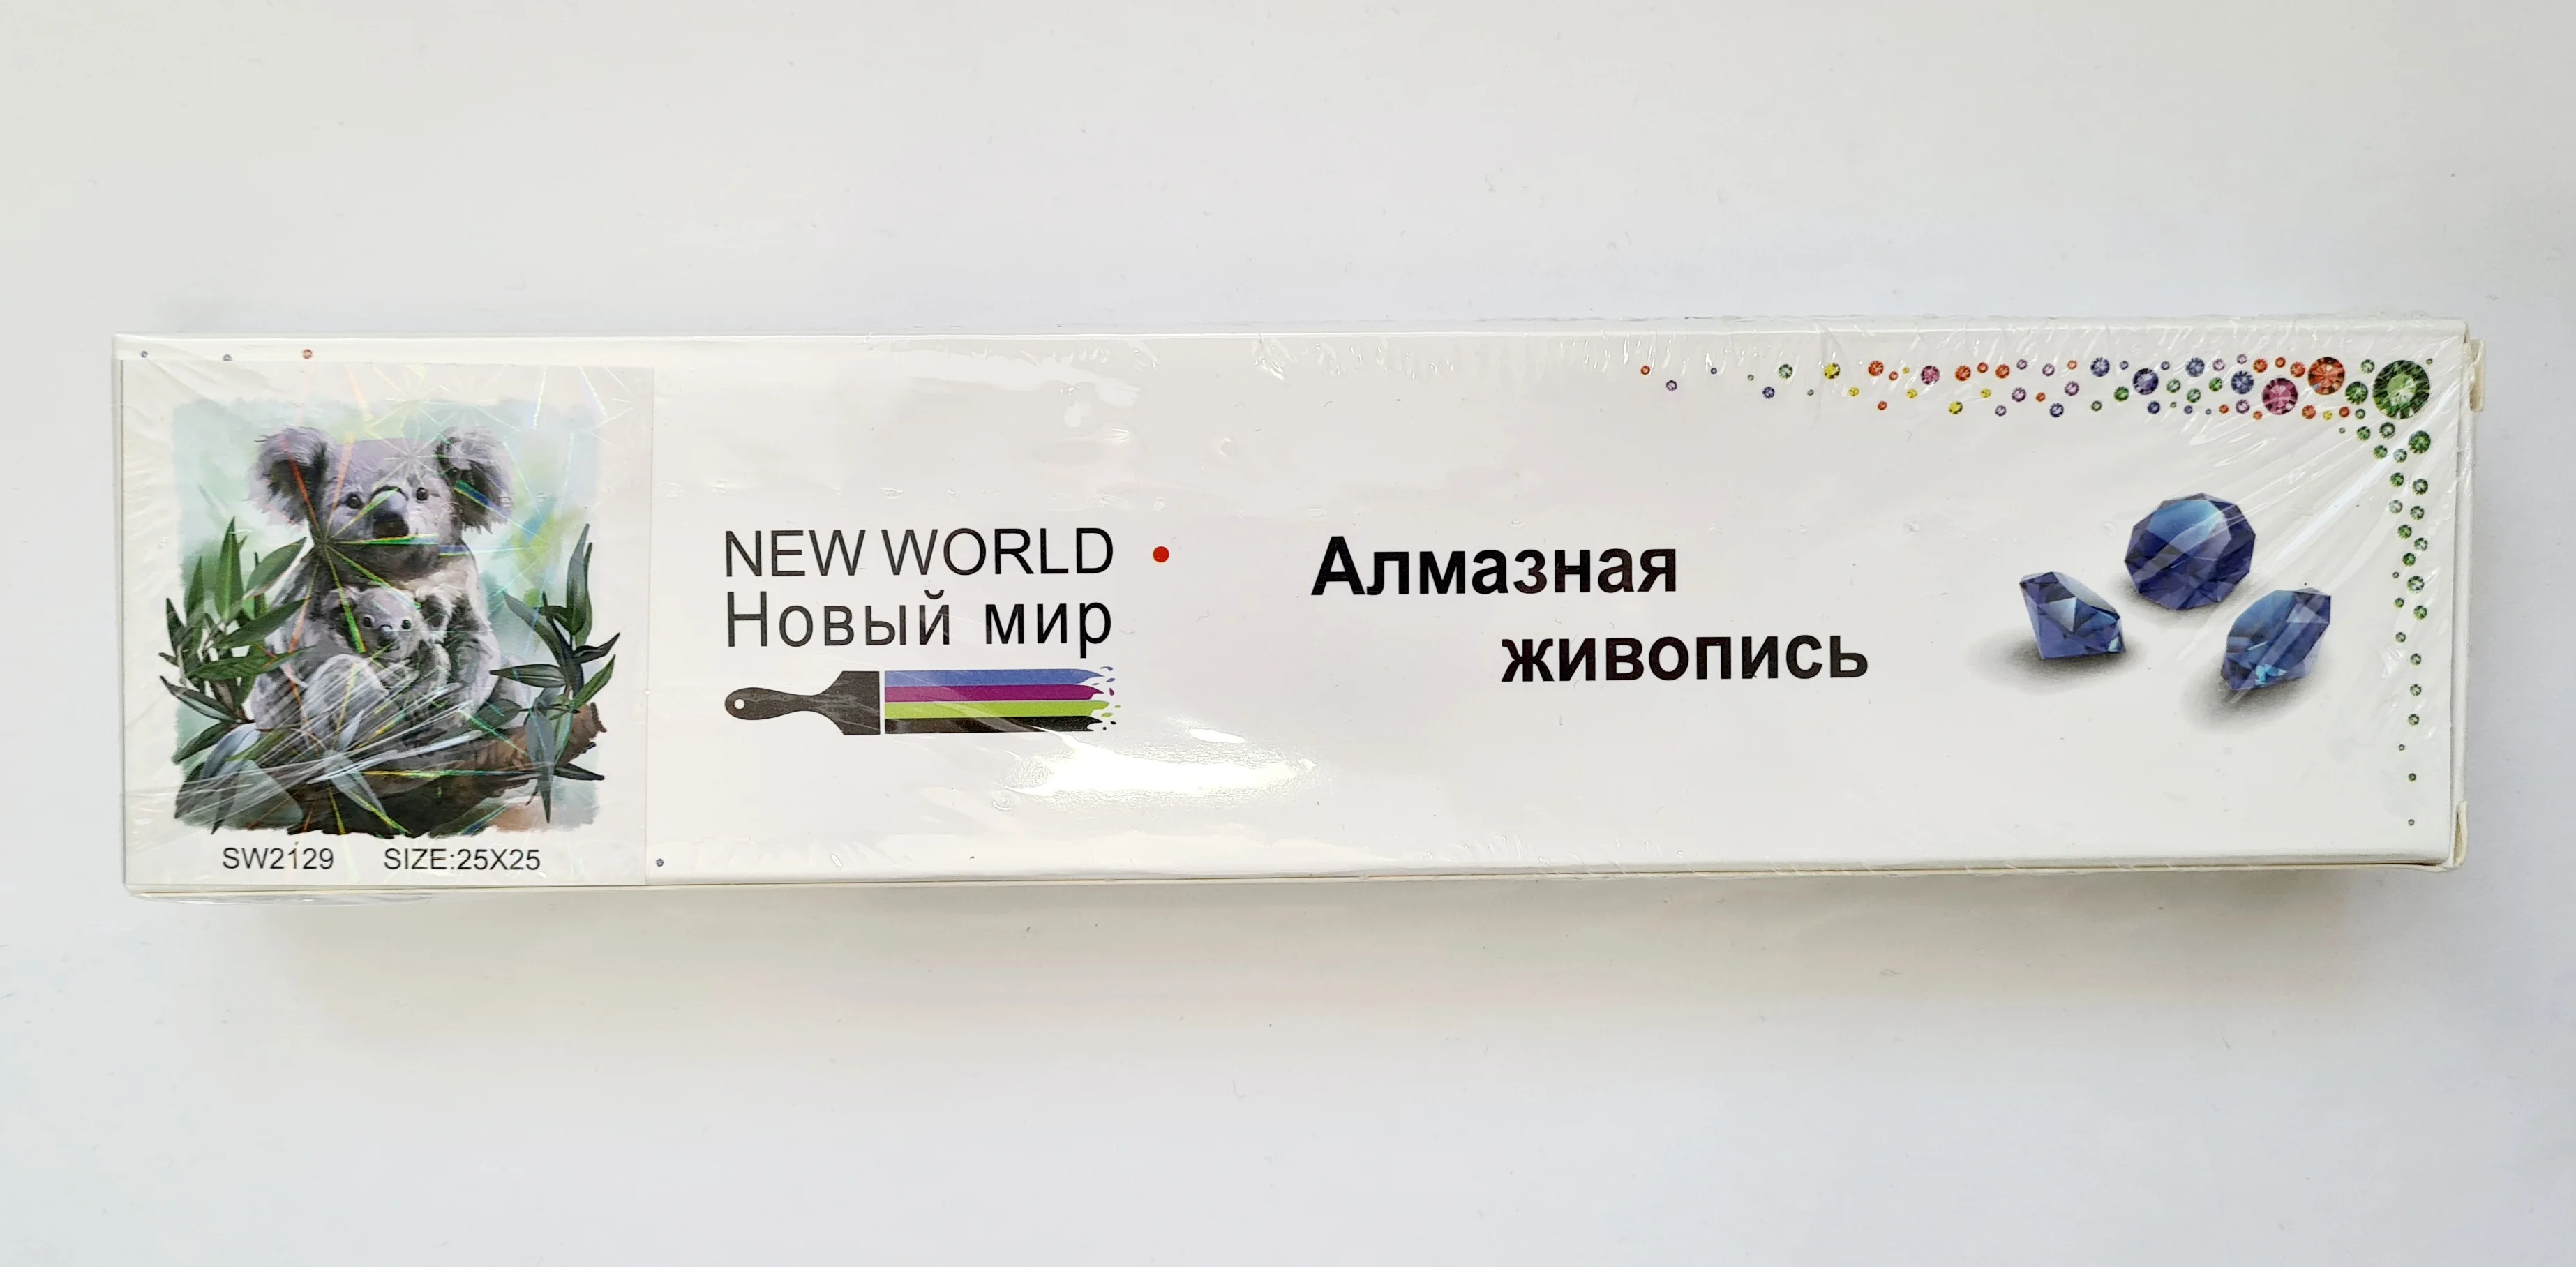 NEW WORLD
Новый мир
Алмазная
живопись
SW2129 SIZE:25X25